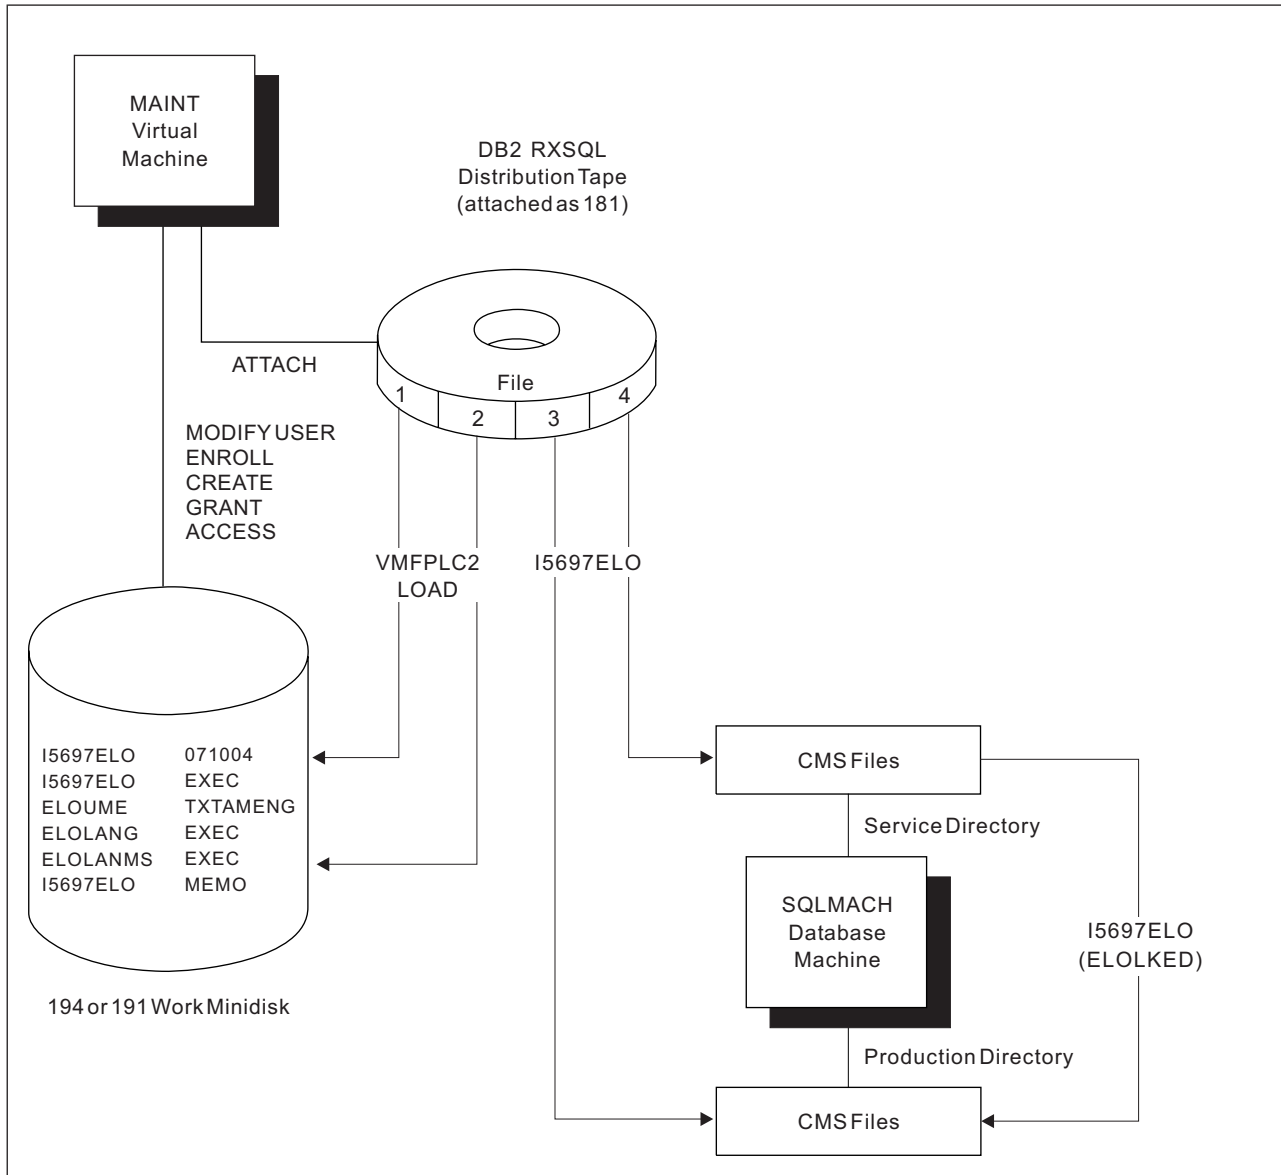 MAINT
Virtual
Machine
DB2 RXSQL
Distribution Tape
(attached as 181)
ATTACH
File
1
2
3
4
MODIFY USER
ENROLL
CREATE
GRANT
ACCESS
VMFPLC2
LOAD
I5697ELO
I5697ELO 071004
I5697ELO EXEC
ELOUME TXTAMENG
ELOLANG EXEC
ELOLANMS EXEC
I5697ELO MEMO
194 or 191 Work Minidisk
CMS Files
Service Directory
SQLMACH
Database
Machine
I5697ELO
(ELOLKED)
Production Directory
CMS Files